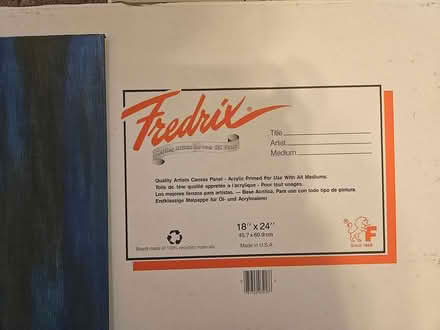 Fredrix®
Title
Artist
Medium
Quality Artists Canvas Panel - Acrylic Primed For Use With All Mediums.
Toile de 1ère qualité appretée à l'acrylique - Pour tout usages.
Los mejores lienzos para artistas. — Base Acrilica. Para uso con todo tipo de pintura.
Erstklassige Malpappe für Öl- und Acrylmalerei
18" x 24"
45.7 x 60.9 cm
Made in U.S.A.
Board made of 100% recycled materials
F
Since 1868